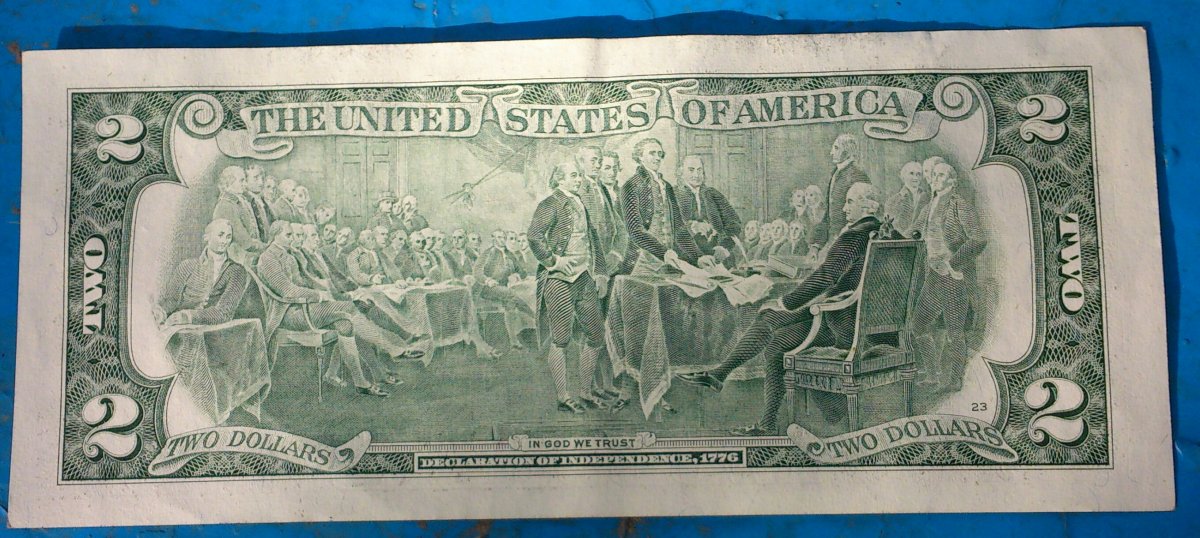 THE UNITED STATES OF AMERICA
2
2
TWO
TWO
2
2
23
TWO DOLLARS
IN GOD WE TRUST
TWO DOLLARS
DECLARATION OF INDEPENDENCE, 1776